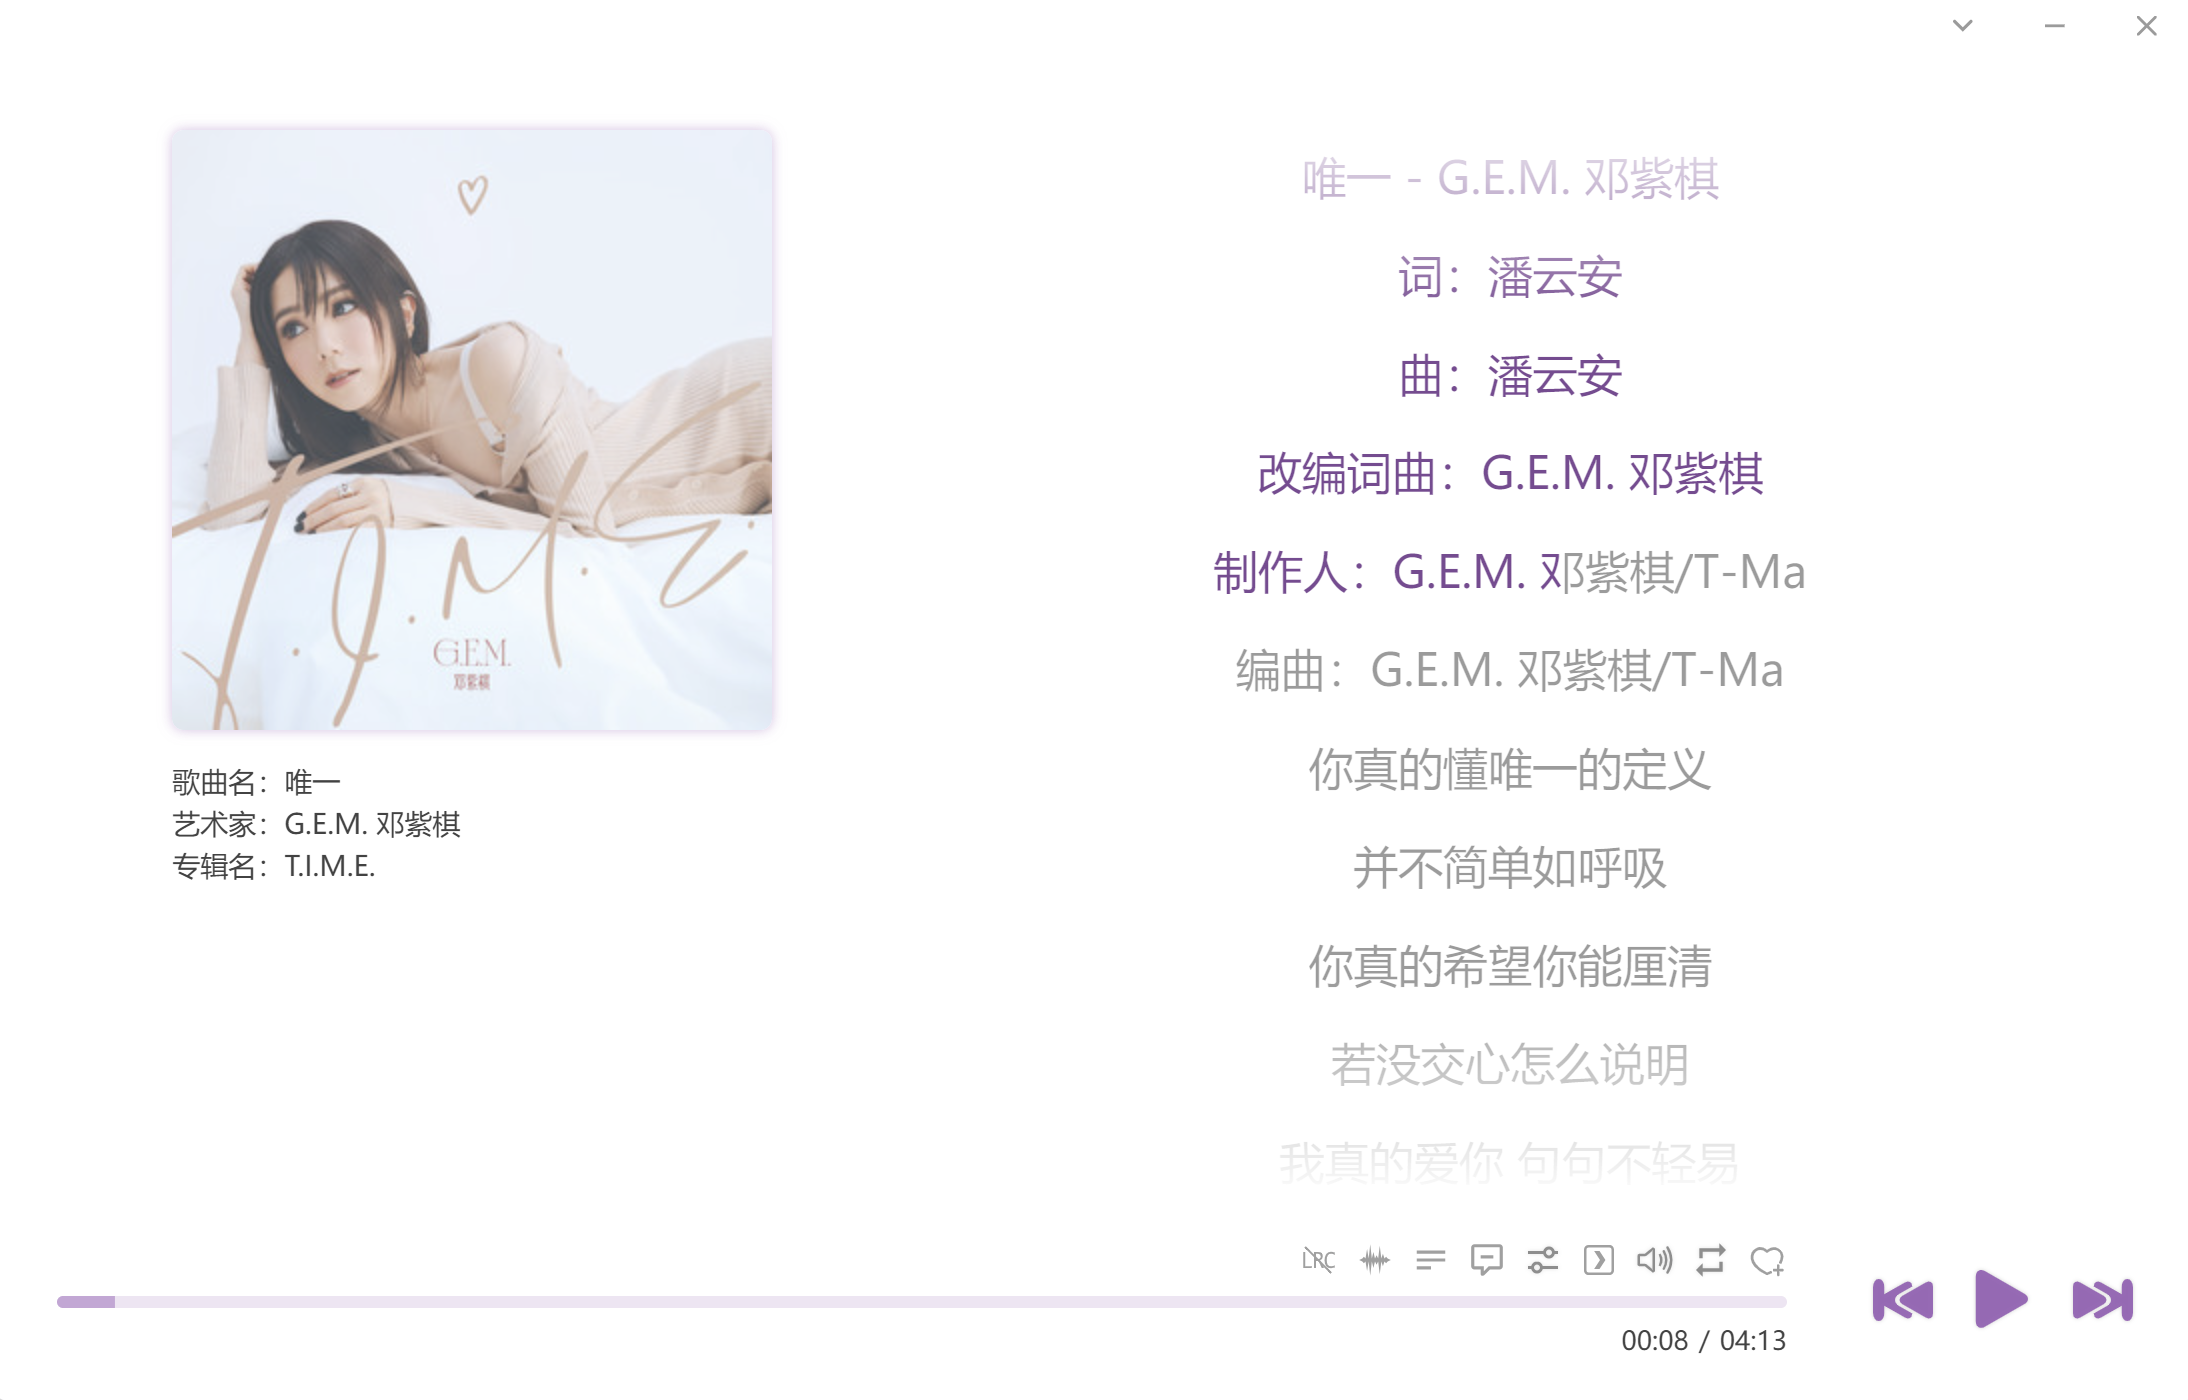 T.I.M.E.
G.E.M.
邓紫棋
歌曲名：唯一
艺术家：G.E.M. 邓紫棋
专辑名：T.I.M.E.
唯一 - G.E.M. 邓紫棋
词：潘云安
曲：潘云安
改编词曲：G.E.M. 邓紫棋
制作人：G.E.M. 邓紫棋/T-Ma
编曲：G.E.M. 邓紫棋/T-Ma
你真的懂唯一的定义
并不简单如呼吸
你真的希望你能厘清
若没交心怎么说明
我真的爱你 句句不轻易
LRC
00:08 / 04:13